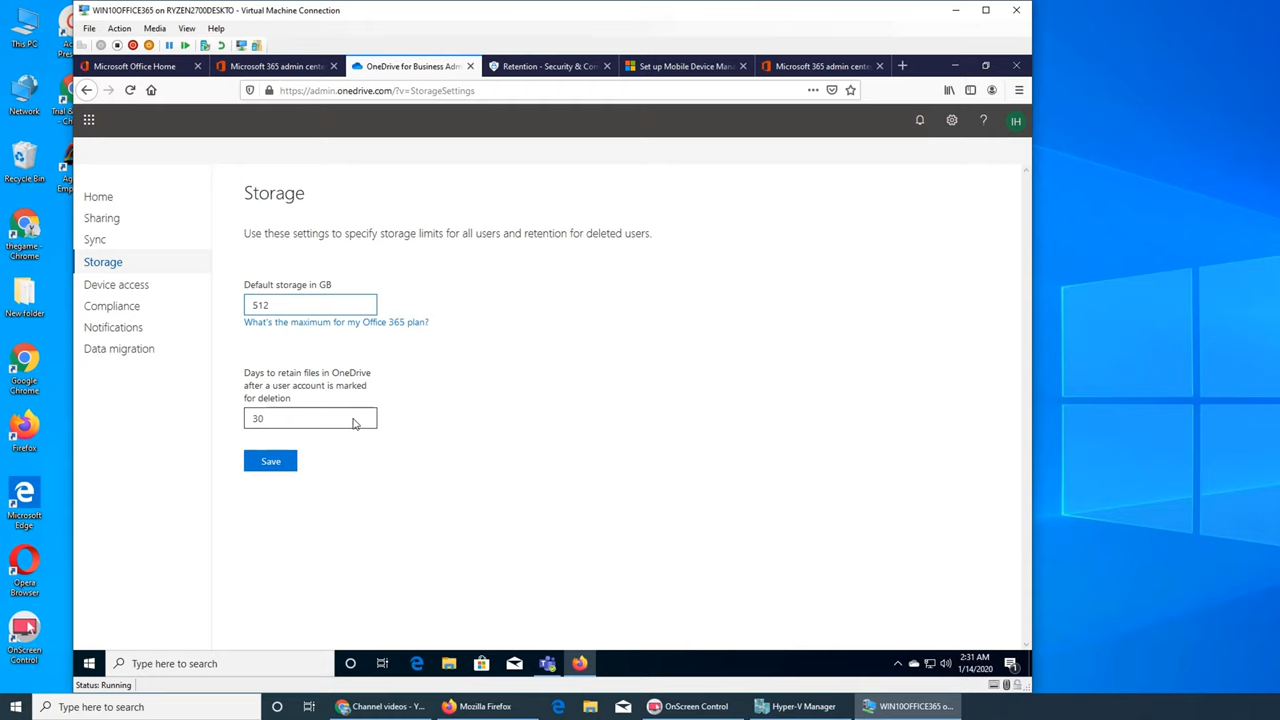 WIN10OFFICE365 on RYZEN2700DESKTO - Virtual Machine Connection
File Action Media View Help
Microsoft Office Home
Microsoft 365 admin cente
OneDrive for Business Adm
Retention - Security & Con
Set up Mobile Device Man
Microsoft 365 admin cente
https://admin.onedrive.com/?v=StorageSettings
IH
Home
Sharing
Sync
Storage
Device access
Compliance
Notifications
Data migration
Storage
Use these settings to specify storage limits for all users and retention for deleted users.
Default storage in GB
512
What's the maximum for my Office 365 plan?
Days to retain files in OneDrive
after a user account is marked
for deletion
30
Save
This PC
Network
Recycle Bin
thegame -
Chrome
New folder
Google
Chrome
Firefox
Microsoft
Edge
Opera
Browser
OnScreen
Control
Type here to search
2:31 AM
1/14/2020
Status: Running
Type here to search
Channel videos - Y...
Mozilla Firefox
OnScreen Control
Hyper-V Manager
WIN10OFFICE365 o...